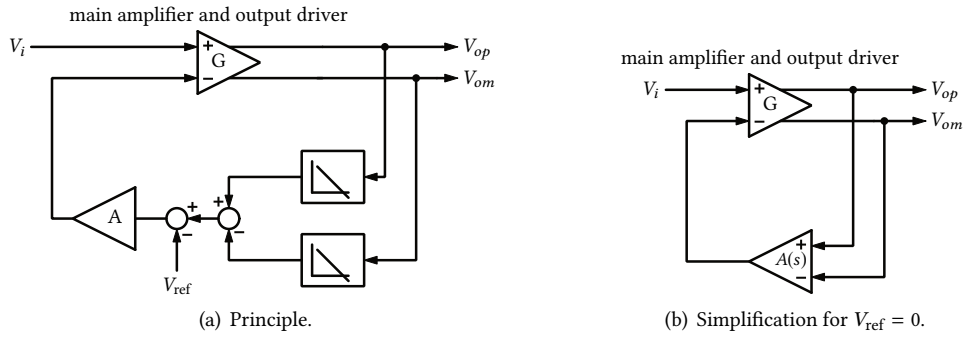 main amplifier and output driver
V_i
+
G
−
V_op
V_om
A
+
−
+
−
V_ref
(a) Principle.
main amplifier and output driver
V_i
+
G
−
V_op
V_om
A(s)
+
−
(b) Simplification for V_ref = 0.